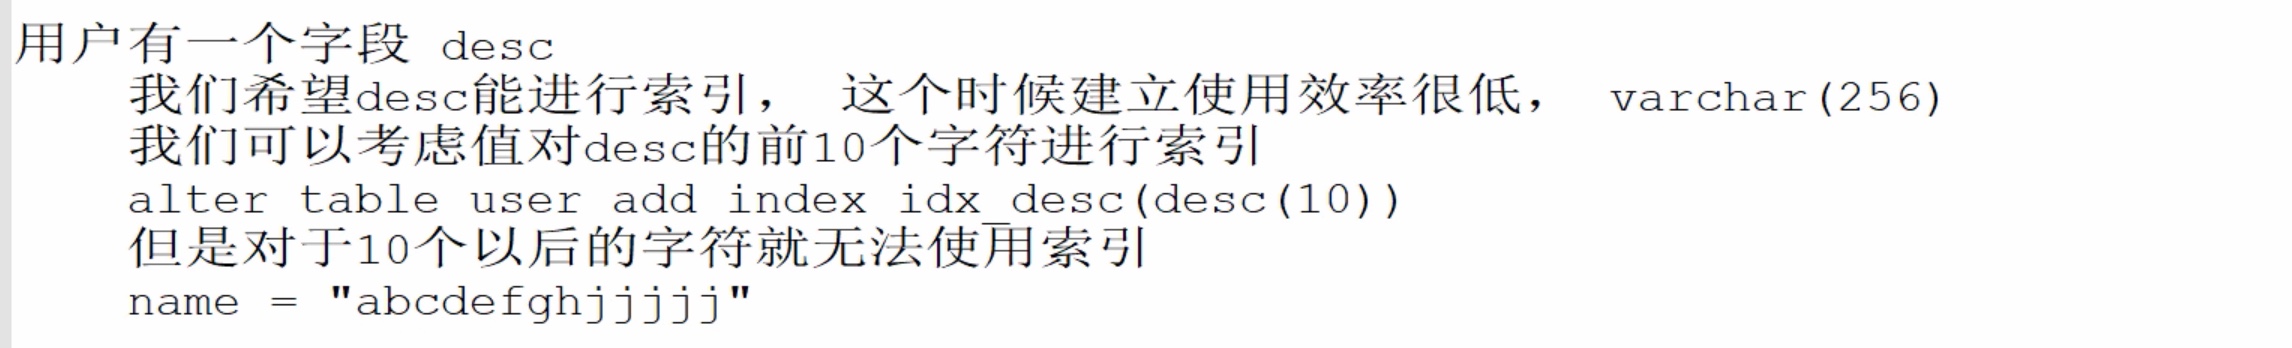 用户有一个字段 desc
我们希望desc能进行索引， 这个时候建立使用效率很低， varchar(256)
我们可以考虑值对desc的前10个字符进行索引
alter table user add index idx_desc(desc(10))
但是对于10个以后的字符就无法使用索引
name = "abcdefghjjjjj"